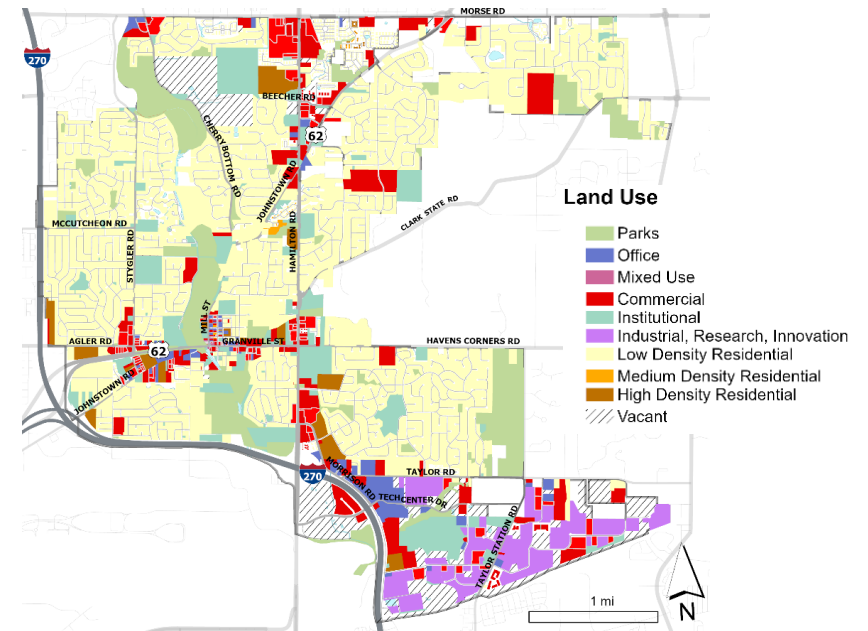 MORSE RD
270
BEECHER RD
62
CHERRY BOTTOM RD
JOHNSTOWN RD
CLARK STATE RD
Land Use
MCCUTCHEON RD
STYGLER RD
HAMILTON RD
Parks
Office
Mixed Use
Commercial
Institutional
Industrial, Research, Innovation
Low Density Residential
Medium Density Residential
High Density Residential
Vacant
MILL ST
AGLER RD
62
GRANVILLE ST
HAVENS CORNERS RD
JOHNSTOWN RD
270
MORRISON RD
TAYLOR RD
TECHCENTER DR
TAYLOR STATION RD
1 mi
N